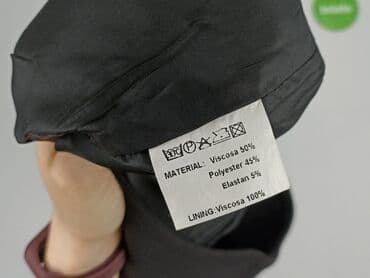 MATERIAL: Viscosa 50%
Polyester 45%
Elastan 5%
LINING: Viscosa 100%